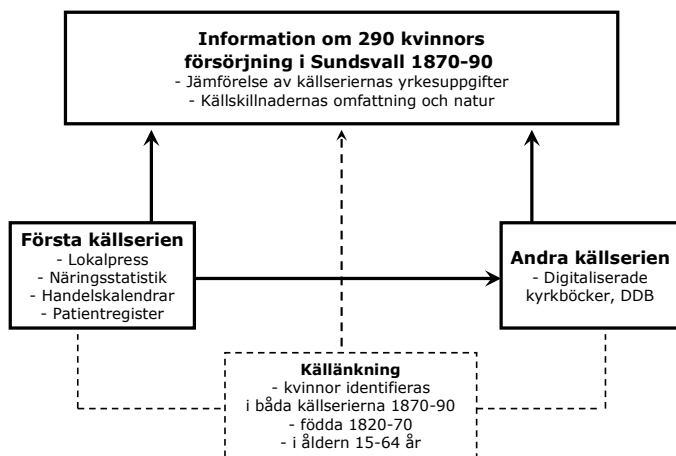 Information om 290 kvinnors
försörjning i Sundsvall 1870-90
- Jämförelse av källseriernas yrkesuppgifter
- Källskillnadernas omfattning och natur
Första källserien
- Lokalpress
- Näringsstatistik
- Handelskalendrar
- Patientregister
Andra källserien
- Digitaliserade
kyrkböcker, DDB
Källänkning
- kvinnor identifieras
i båda källserierna 1870-90
- födda 1820-70
- i åldern 15-64 år